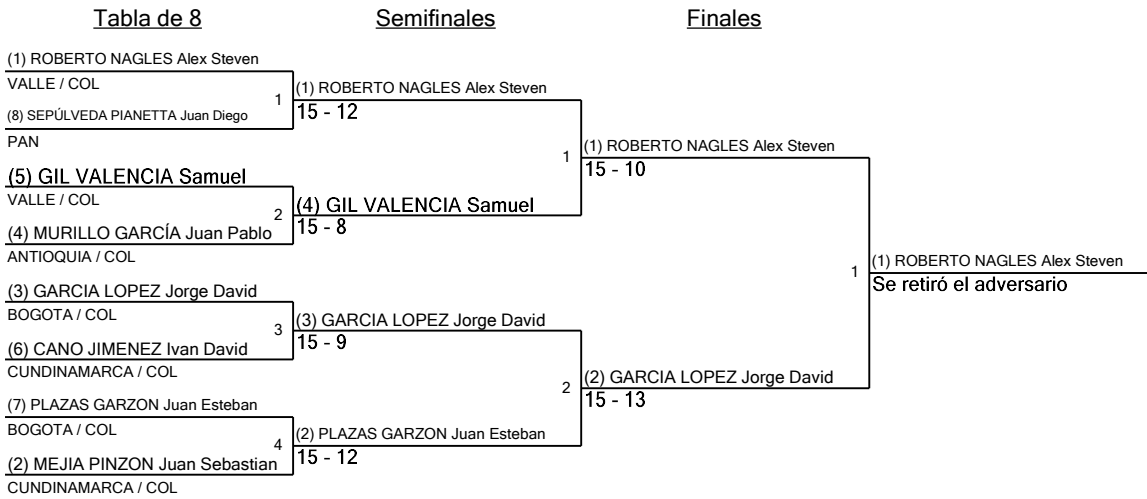 Tabla de 8
Semifinales
Finales
(1) ROBERTO NAGLES Alex Steven
VALLE / COL
1
(8) SEPÚLVEDA PIANETTA Juan Diego
PAN
(5) GIL VALENCIA Samuel
VALLE / COL
2
(4) MURILLO GARCÍA Juan Pablo
ANTIOQUIA / COL
(3) GARCIA LOPEZ Jorge David
BOGOTA / COL
3
(6) CANO JIMENEZ Ivan David
CUNDINAMARCA / COL
(7) PLAZAS GARZON Juan Esteban
BOGOTA / COL
4
(2) MEJIA PINZON Juan Sebastian
CUNDINAMARCA / COL
(1) ROBERTO NAGLES Alex Steven
15 - 12
1
(4) GIL VALENCIA Samuel
15 - 8
(3) GARCIA LOPEZ Jorge David
15 - 9
2
(2) PLAZAS GARZON Juan Esteban
15 - 12
(1) ROBERTO NAGLES Alex Steven
15 - 10
1
(2) GARCIA LOPEZ Jorge David
15 - 13
(1) ROBERTO NAGLES Alex Steven
Se retiró el adversario